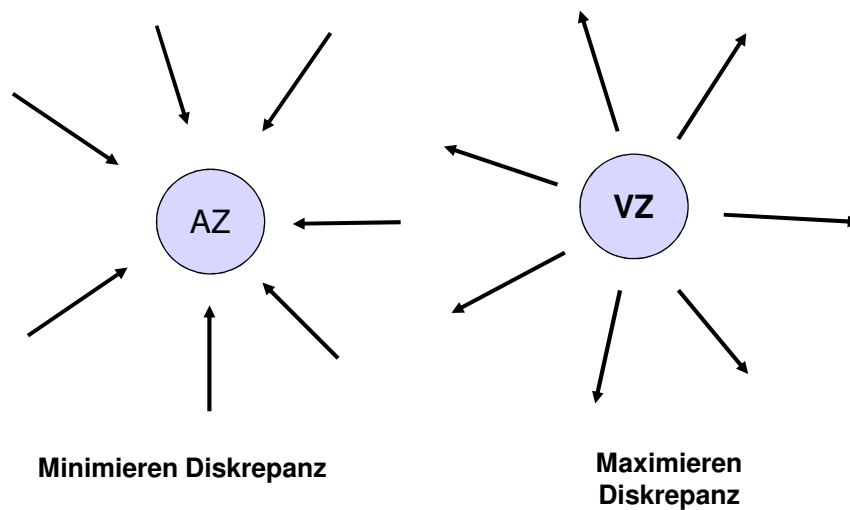 AZ
VZ
Minimieren Diskrepanz
Maximieren
Diskrepanz